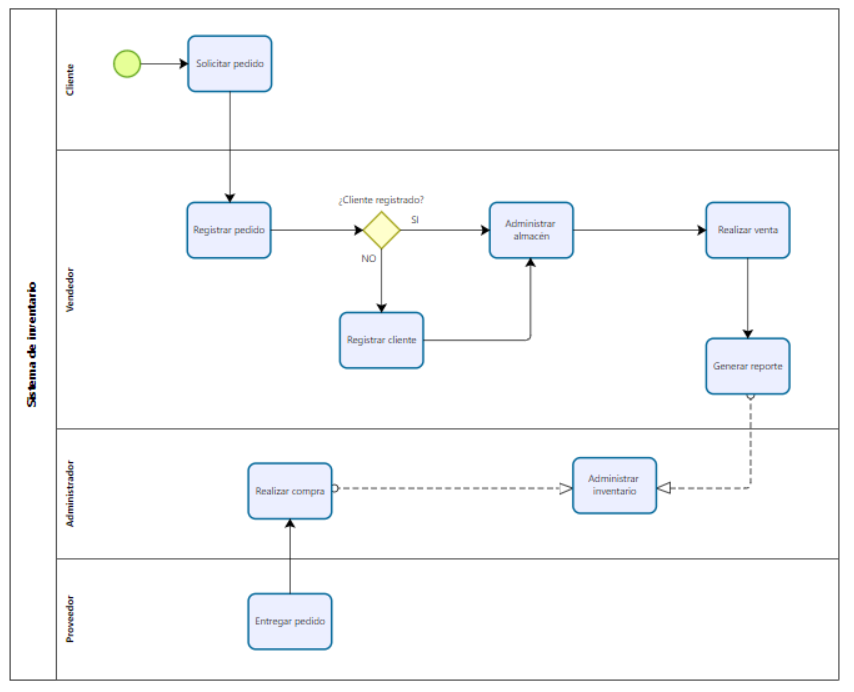 Sistema de inventario
Cliente
Solicitar pedido
Vendedor
Registrar pedido
¿Cliente registrado?
SI
NO
Registrar cliente
Administrar
almacén
Realizar venta
Generar reporte
Administrador
Realizar compra
Administrar
inventario
Proveedor
Entregar pedido